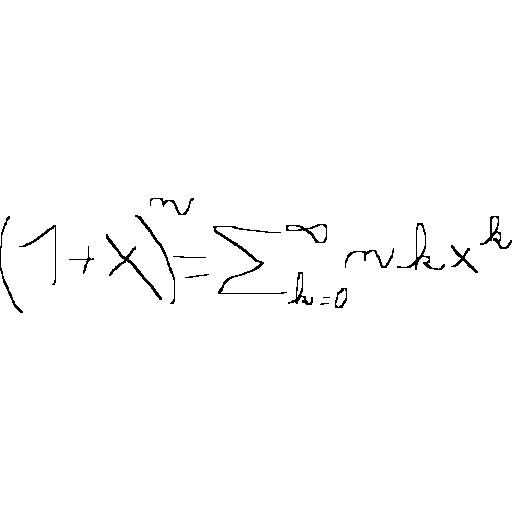 (1+x)^n = \sum_{k=0}^{\infty} n k x^k